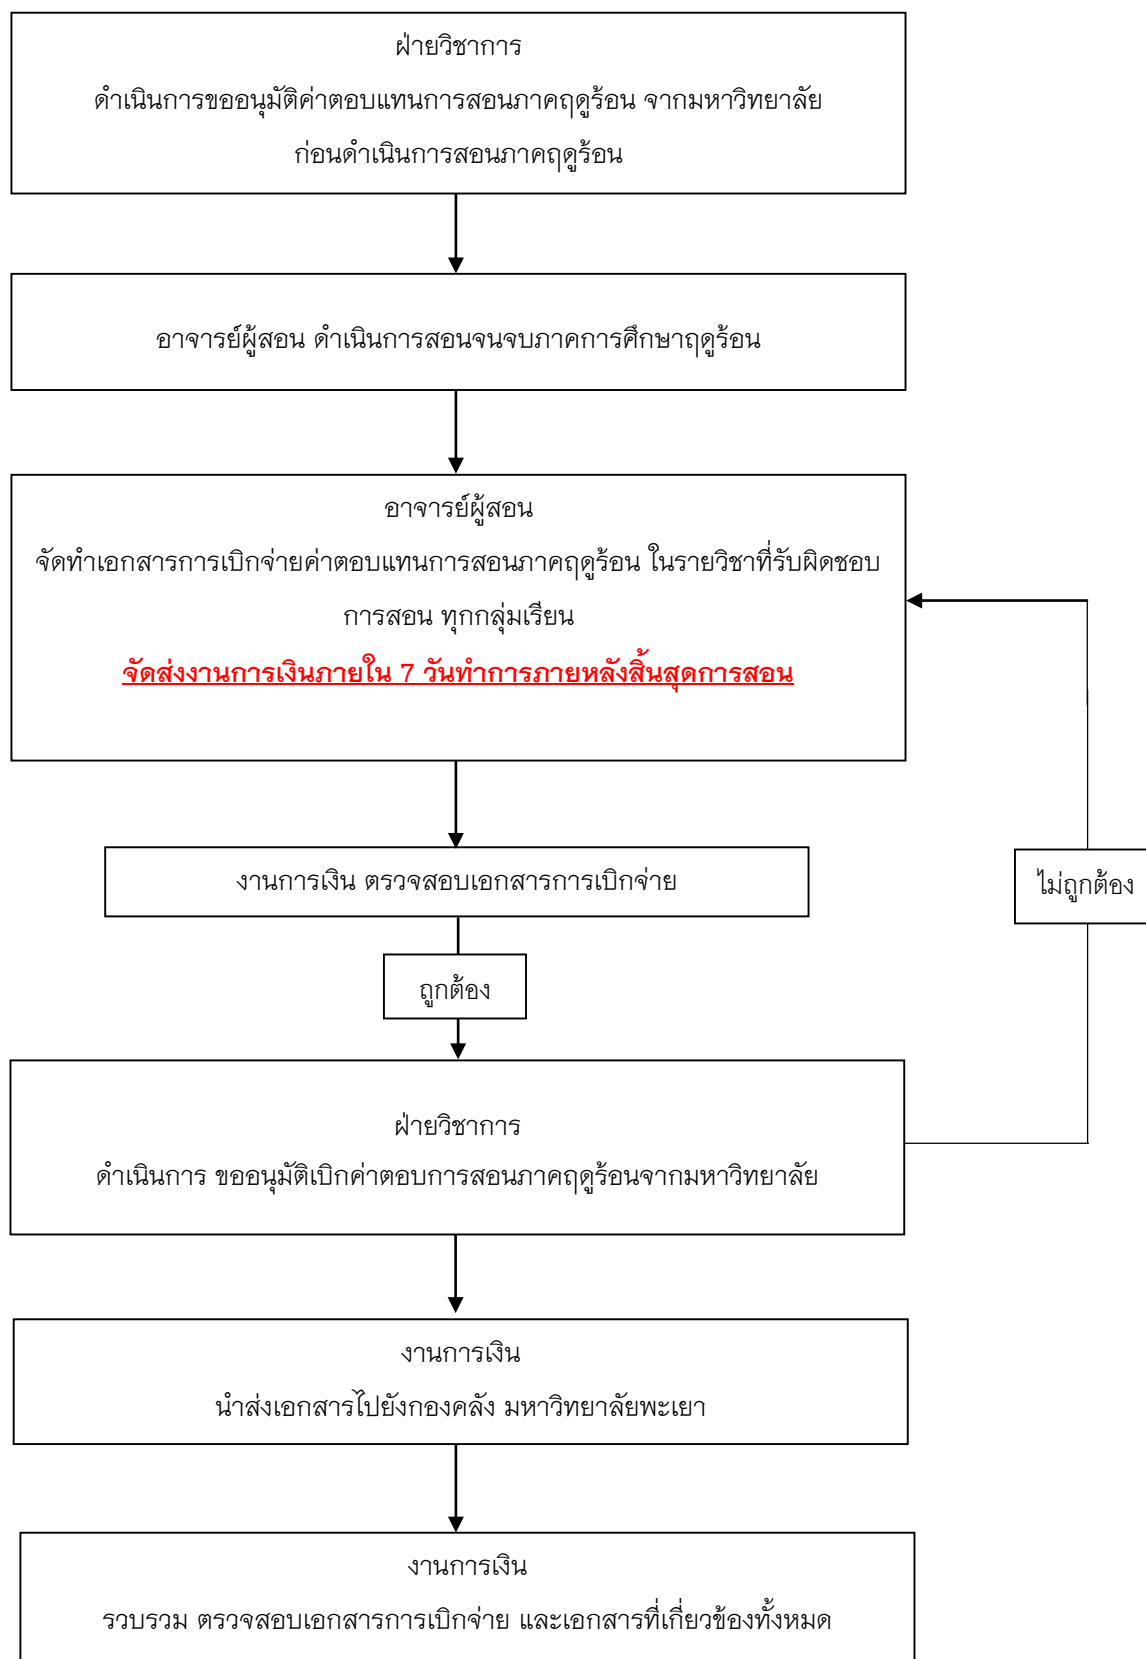 ฝ่ายวิชาการ
ดำเนินการขออนุมัติค่าตอบแทนการสอนภาคฤดูร้อน จากมหาวิทยาลัย
ก่อนดำเนินการสอนภาคฤดูร้อน
อาจารย์ผู้สอน ดำเนินการสอนจนจบภาคการศึกษาฤดูร้อน
อาจารย์ผู้สอน
จัดทำเอกสารการเบิกจ่ายค่าตอบแทนการสอนภาคฤดูร้อน ในรายวิชาที่รับผิดชอบ
การสอน ทุกกลุ่มเรียน
จัดส่งงานการเงินภายใน 7 วันทำการภายหลังสิ้นสุดการสอน
งานการเงิน ตรวจสอบเอกสารการเบิกจ่าย
ไม่ถูกต้อง
ถูกต้อง
ฝ่ายวิชาการ
ดำเนินการ ขออนุมัติเบิกค่าตอบการสอนภาคฤดูร้อนจากมหาวิทยาลัย
งานการเงิน
นำส่งเอกสารไปยังกองคลัง มหาวิทยาลัยพะเยา
งานการเงิน
รวบรวม ตรวจสอบเอกสารการเบิกจ่าย และเอกสารที่เกี่ยวข้องทั้งหมด